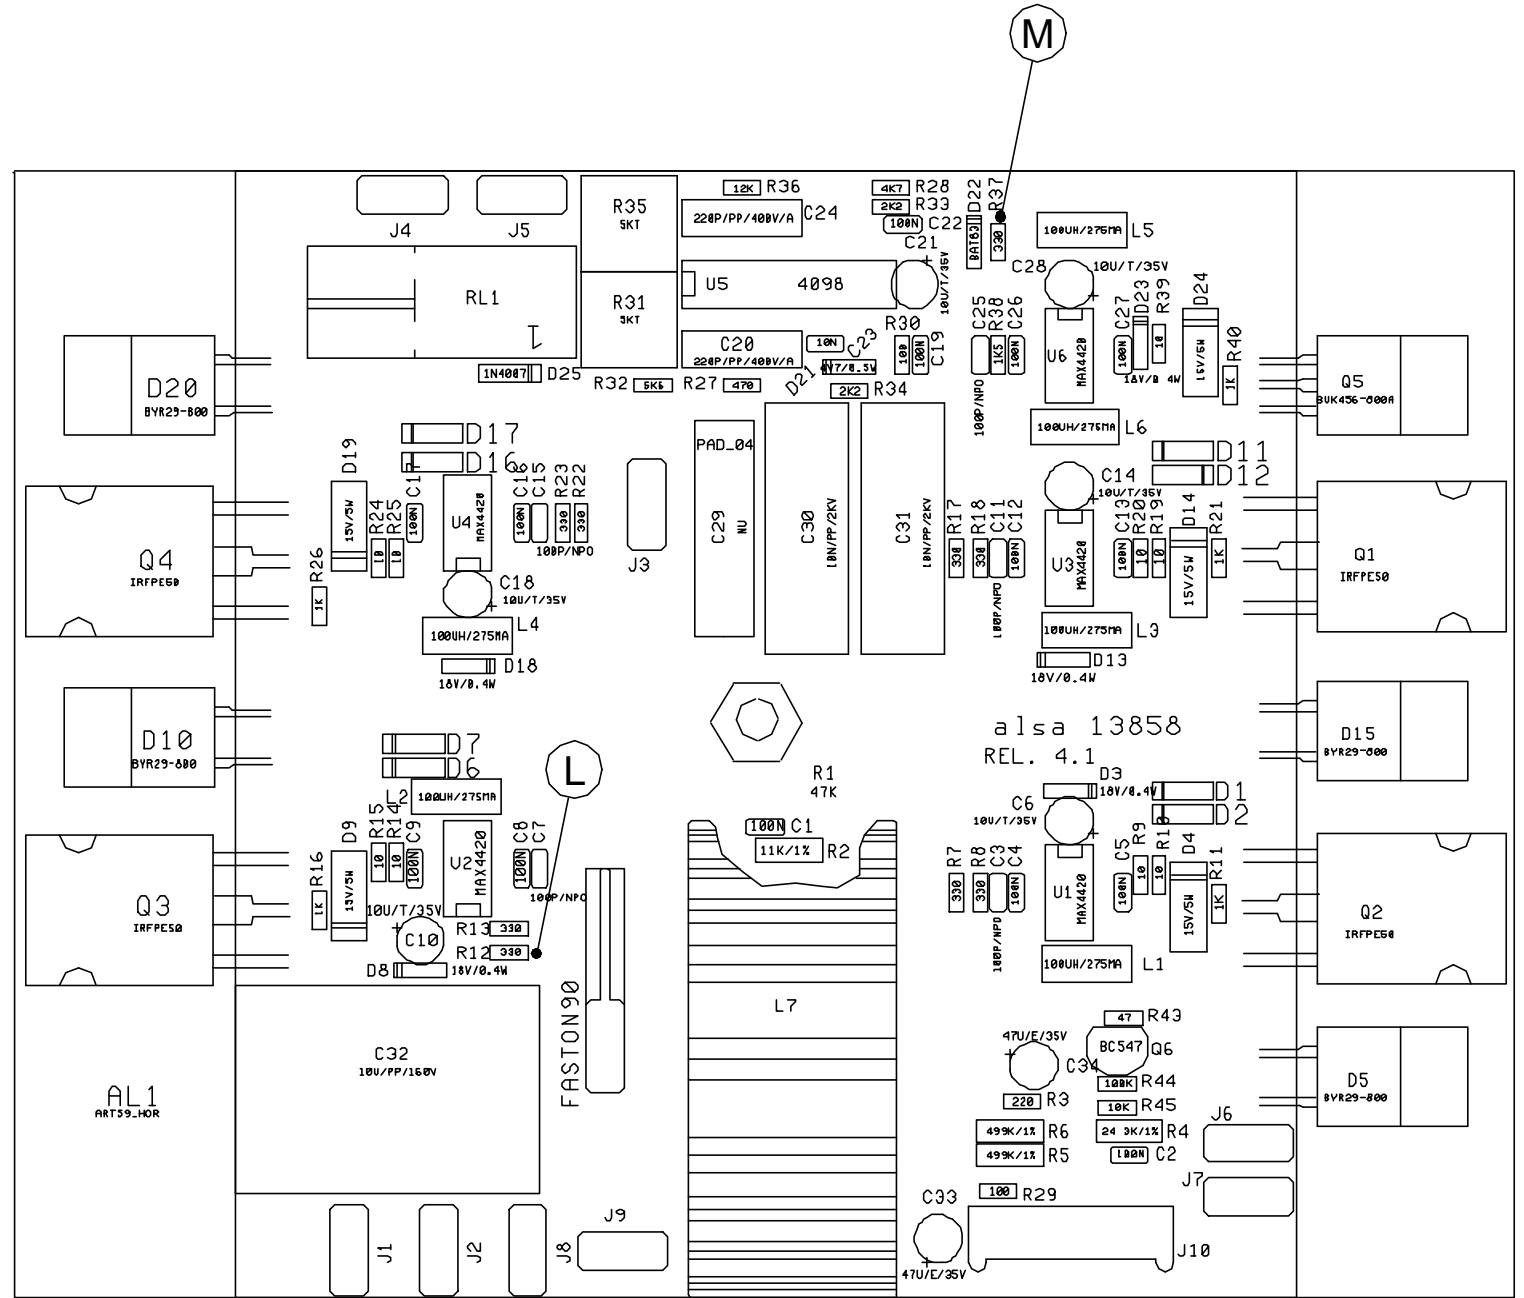 M
12K R36
4K7 R28
2K2 R33
100N C22
D22
BAT83
R37
330
R35
5KT
220P/PP/400V/A C24
C21
10U/T/35V
100UH/275MA L5
J4
J5
RL1
1
R31
5KT
U5 4098
C28 10U/T/35V
D23
R39
10
D24
15V/5W
R40
1K
C20
220P/PP/400V/A
10N C23
R30
100
C19
100N
C25
R38
1K5
C26
100N
U6
MAX4420
C27
100N
18V/0.4W
Q5
BUK456-800A
1N4007 D25
R32 5K6
R27 470
D21
4V7/0.5W
2K2 R34
100P/NPO
D20
BYR29-800
100UH/275MA L6
D17
D16
PAD_04
D11
D12
D19
15V/5W
R24
10
R25
10
C17
100N
U4
MAX4420
C16
100N
C15
R23
330
R22
330
100P/NPO
J3
C29
NU
C30
10N/PP/2KV
C31
10N/PP/2KV
C14
10U/T/35V
R17
330
R18
330
C11
C12
100N
100P/NPO
U3
MAX4420
C13
100N
R20
10
R19
10
D14
15V/5W
R21
1K
Q1
IRFPE50
Q4
IRFPE50
R26
1K
C18
10U/T/35V
100UH/275MA L4
D18
18V/0.4W
100UH/275MA L3
D13
18V/0.4W
D10
BYR29-800
D7
D6
L
alsa 13858
REL. 4.1
D15
BYR29-800
R1
47K
D3
18V/0.4W
D1
D2
L2 100UH/275MA
C6
10U/T/35V
100N C1
11K/1% R2
D9
15V/5W
R15
10
R14
10
C9
100N
U2
MAX4420
C8
100N
C7
100P/NPO
R16
1K
R7
330
R8
330
C3
C4
100N
100P/NPO
U1
MAX4420
C5
100N
R9
10
R10
10
D4
15V/5W
R11
1K
Q3
IRFPE50
Q2
IRFPE50
10U/T/35V
C10
R13 330
R12 330
D8 18V/0.4W
100UH/275MA L1
FASTON90
L7
47 R43
47U/E/35V
C34
BC547 Q6
C32
10U/PP/160V
100K R44
220 R3
10K R45
D5
BYR29-800
AL1
ART59_HOR
499K/1% R6
24 3K/1% R4
J6
499K/1% R5
100N C2
J7
100 R29
C33
47U/E/35V
J10
J1
J2
J8
J9